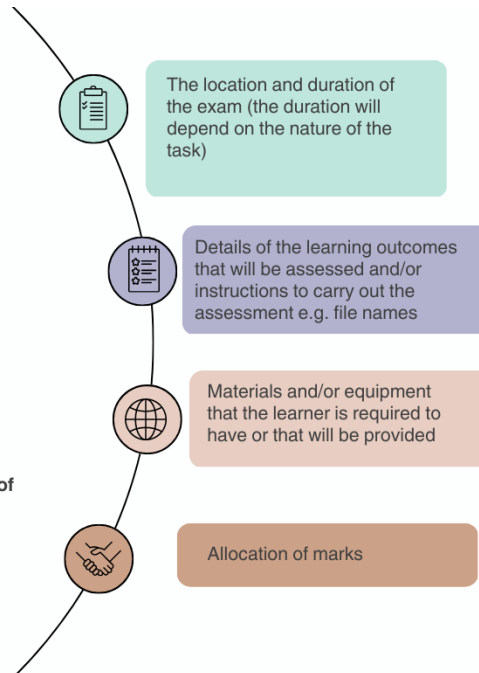 The location and duration of
the exam (the duration will
depend on the nature of the
task)
Details of the learning outcomes
that will be assessed and/or
instructions to carry out the
assessment e.g. file names
Materials and/or equipment
that the learner is required to
have or that will be provided
of
Allocation of marks